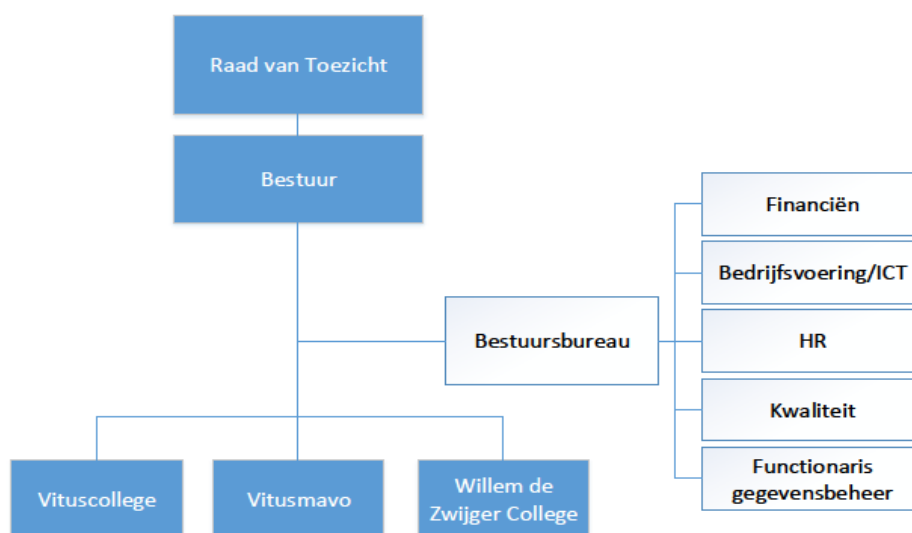 Raad van Toezicht
Bestuur
Financiën
Bedrijfsvoering/ICT
Bestuursbureau
HR
Kwaliteit
Functionaris
gegevensbeheer
Vituscollege
Vitusmavo
Willem de
Zwijger College